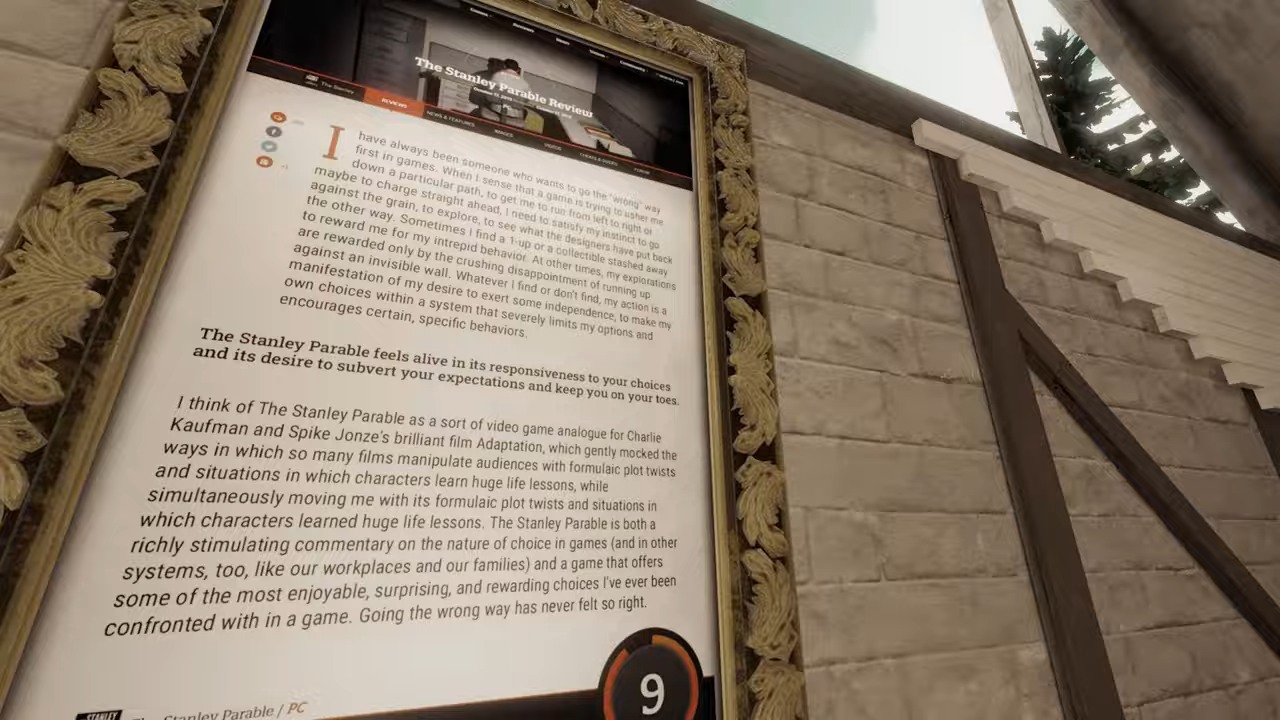 The Stanley Parable Review
The Stanley
REVIEWS
NEWS & FEATURES
IMAGES
VIDEOS
CHEATS & GUIDES
FORUM
I have always been someone who wants to go the "wrong" way
first in games. When I sense that a game is trying to usher me
down a particular path, to get me to run from left to right or
maybe to charge straight ahead, I need to satisfy my instinct to go
against the grain, to explore, to see what the designers have put back
the other way. Sometimes I find a 1-up or a collectible stashed away
to reward me for my intrepid behavior. At other times, my explorations
are rewarded only by the crushing disappointment of running up
against an invisible wall. Whatever I find or don't find, my action is a
manifestation of my desire to exert some independence, to make my
own choices within a system that severely limits my options and
encourages certain, specific behaviors.
The Stanley Parable feels alive in its responsiveness to your choices
and its desire to subvert your expectations and keep you on your toes.
I think of The Stanley Parable as a sort of video game analogue for Charlie
Kaufman and Spike Jonze's brilliant film Adaptation, which gently mocked the
ways in which so many films manipulate audiences with formulaic plot twists
and situations in which characters learn huge life lessons, while
simultaneously moving me with its formulaic plot twists and situations in
which characters learned huge life lessons. The Stanley Parable is both a
richly stimulating commentary on the nature of choice in games (and in other
systems, too, like our workplaces and our families) and a game that offers
some of the most enjoyable, surprising, and rewarding choices I've ever been
confronted with in a game. Going the wrong way has never felt so right.
9
STANLEY
The Stanley Parable / PC